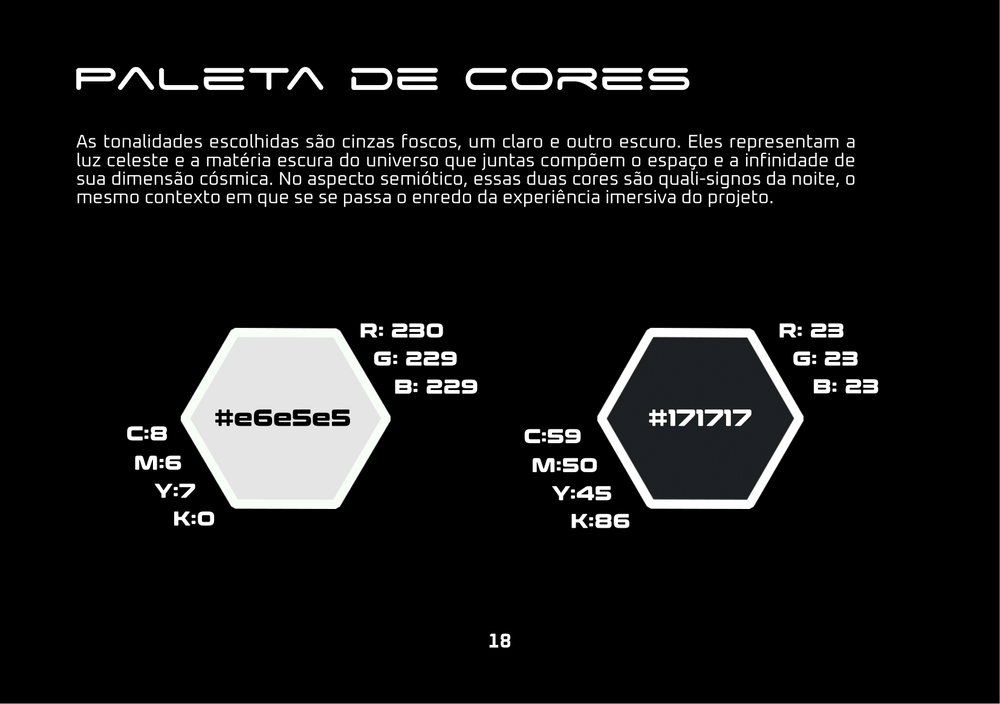 PALETA DE CORES
As tonalidades escolhidas são cinzas foscos, um claro e outro escuro. Eles representam a
luz celeste e a matéria escura do universo que juntas compõem o espaço e a infinidade de
sua dimensão cósmica. No aspecto semiótico, essas duas cores são quali-signos da noite, o
mesmo contexto em que se se passa o enredo da experiência imersiva do projeto.
R: 230
G: 229
B: 229
#e6e5e5
C:8
M:6
Y:7
K:0
R: 23
G: 23
B: 23
#171717
C:59
M:50
Y:45
K:86
18